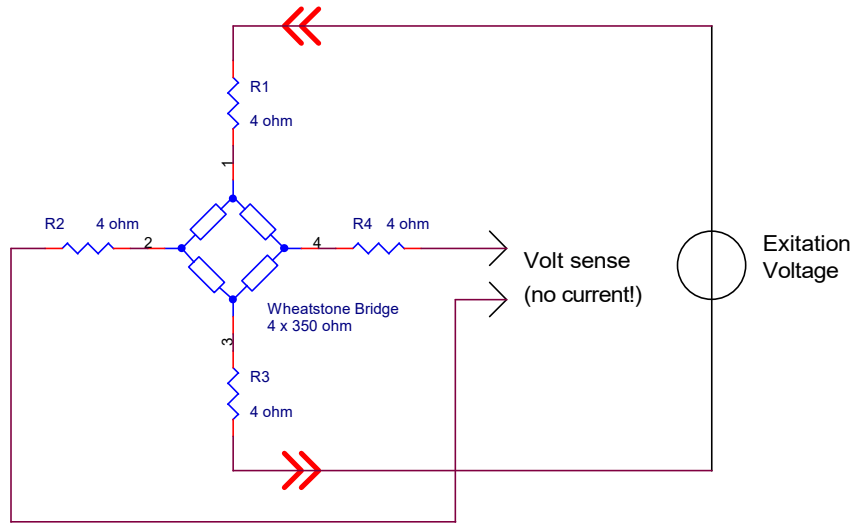 R1
4 ohm
1
R2 4 ohm
2
4
R4 4 ohm
Volt sense
(no current!)
Exitation
Voltage
Wheatstone Bridge
4 x 350 ohm
3
R3
4 ohm